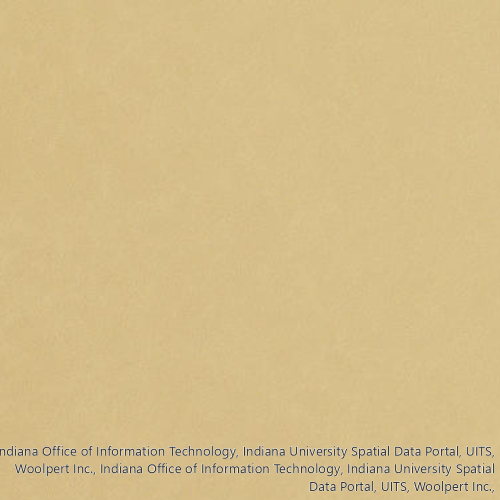 ndiana Office of Information Technology, Indiana University Spatial Data Portal, UITS,
Woolpert Inc., Indiana Office of Information Technology, Indiana University Spatial
Data Portal, UITS, Woolpert Inc.,